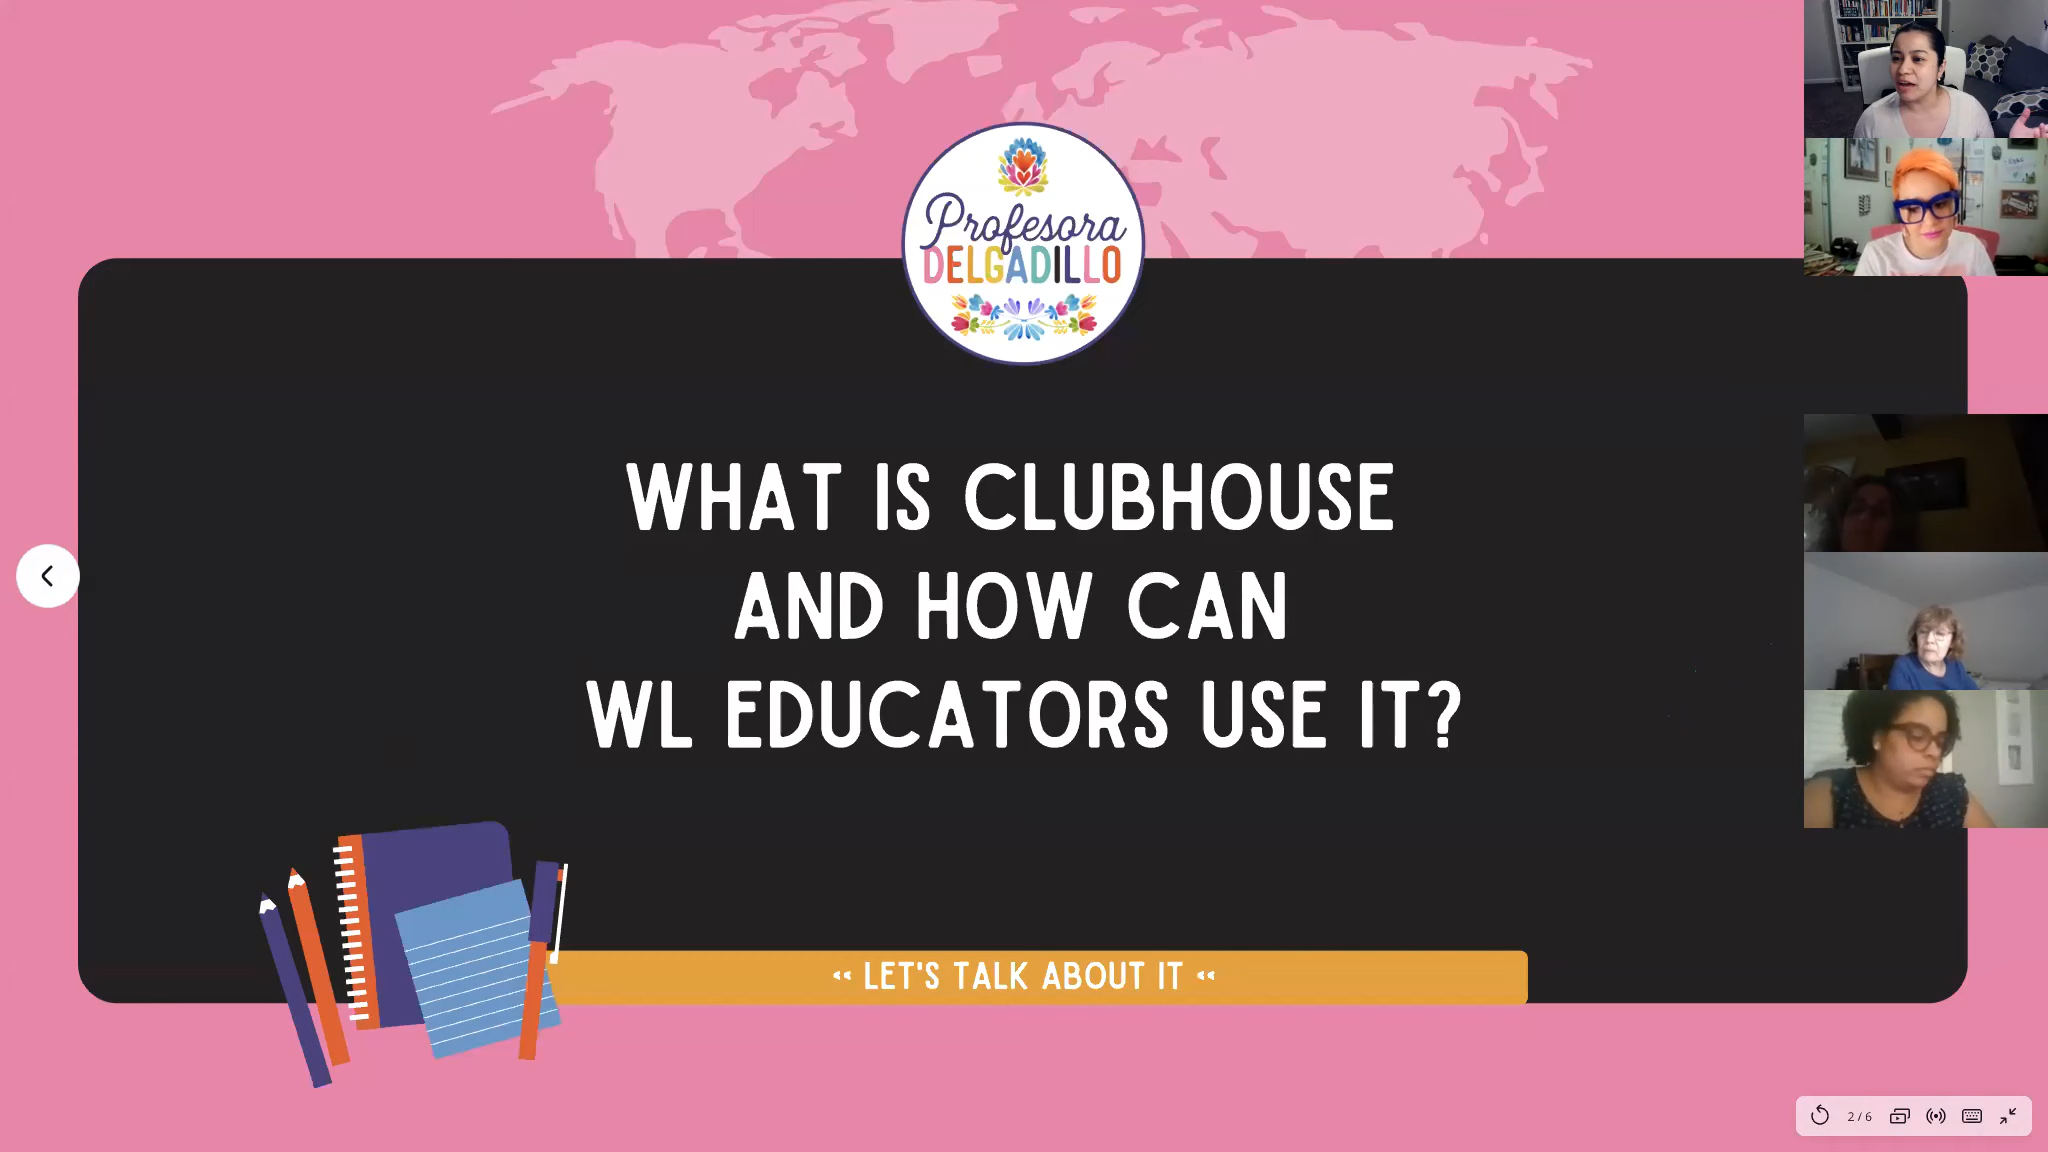 Profesora
DELGADILLO
WHAT IS CLUBHOUSE
AND HOW CAN
WL EDUCATORS USE IT?
<< LET'S TALK ABOUT IT <<
2 / 6